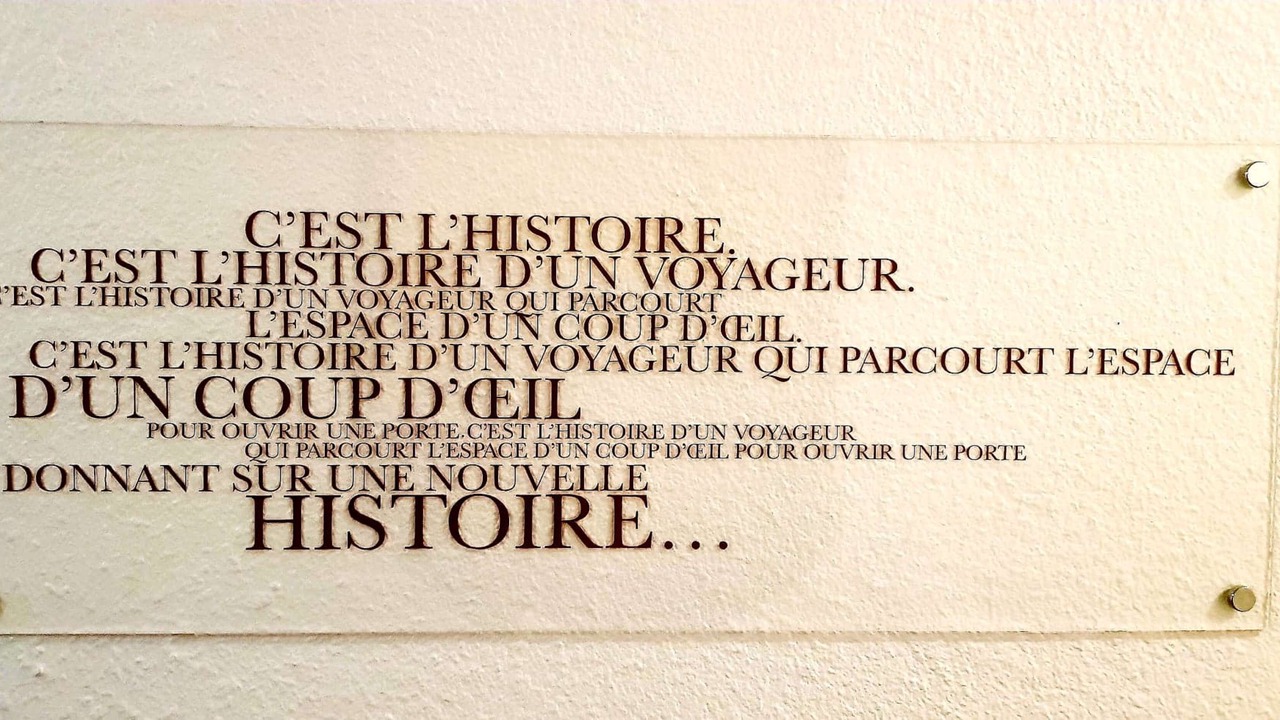 C'EST L'HISTOIRE.
C'EST L'HISTOIRE D'UN VOYAGEUR.
C'EST L'HISTOIRE D'UN VOYAGEUR QUI PARCOURT
L'ESPACE D'UN COUP D'ŒIL.
C'EST L'HISTOIRE D'UN VOYAGEUR QUI PARCOURT L'ESPACE
D'UN COUP D'ŒIL
POUR OUVRIR UNE PORTE.C'EST L'HISTOIRE D'UN VOYAGEUR
QUI PARCOURT L'ESPACE D'UN COUP D'ŒIL POUR OUVRIR UNE PORTE
DONNANT SUR UNE NOUVELLE
HISTOIRE...